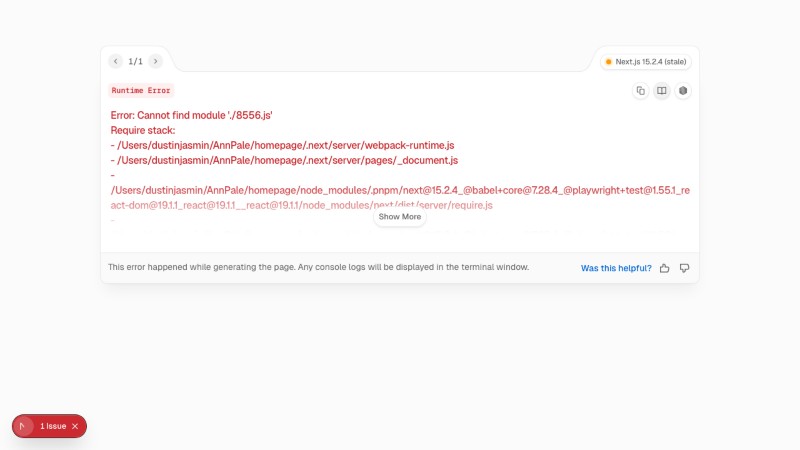 1/1
Next.js 15.2.4 (stale)
Runtime Error
Error: Cannot find module './8556.js'
Require stack:
- /Users/dustinjasmin/AnnPale/homepage/.next/server/webpack-runtime.js
- /Users/dustinjasmin/AnnPale/homepage/.next/server/pages/_document.js
-
/Users/dustinjasmin/AnnPale/homepage/node_modules/.pnpm/next@15.2.4_@babel+core@7.28.4_@playwright+test@1.55.1_re
act-dom@19.1.1_react@19.1.1__react@19.1.1/node_modules/next/dist/server/require.js
-
Show More
This error happened while generating the page. Any console logs will be displayed in the terminal window.
Was this helpful?
1 Issue